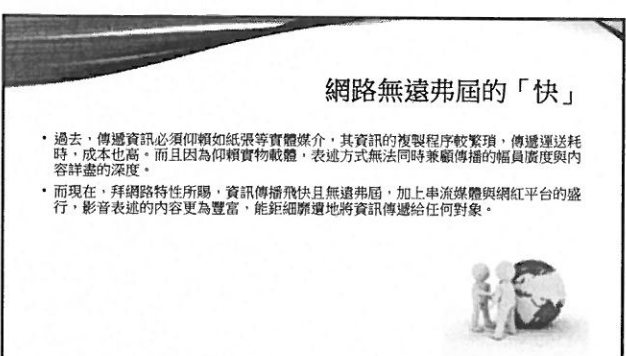 網路無遠弗屆的「快」
• 過去，傳遞資訊必須仰賴如紙張等實體媒介，其資訊的複製程序較繁瑣，傳遞運送耗
時，成本也高。而且因為仰賴實物載體，表述方式無法同時兼顧傳播的幅員廣度與內
容詳盡的深度。
• 而現在，拜網路特性所賜，資訊傳播飛快且無遠弗屆，加上串流媒體與網紅平台的盛
行，影音表述的內容更為豐富，能鉅細靡遺地將資訊傳遞給任何對象。